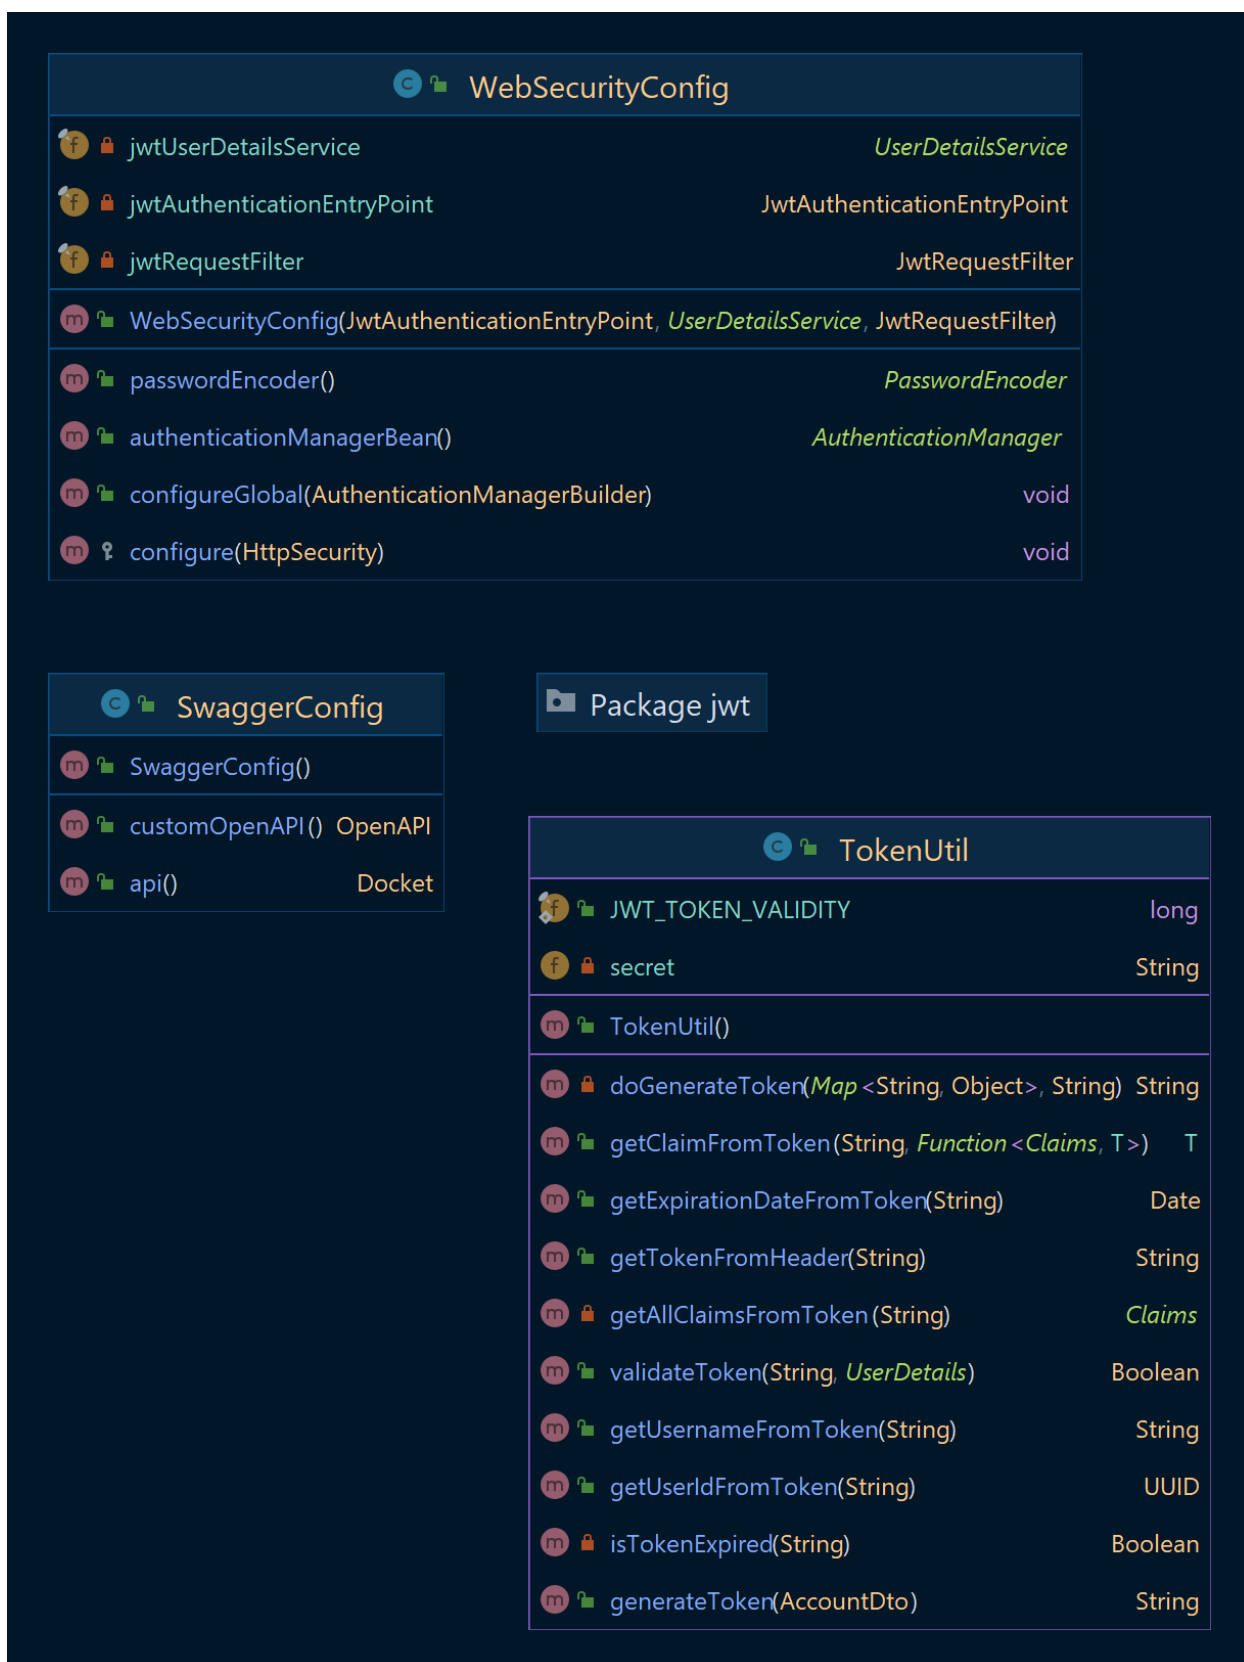 WebSecurityConfig
jwtUserDetailsService UserDetailsService
jwtAuthenticationEntryPoint JwtAuthenticationEntryPoint
jwtRequestFilter JwtRequestFilter
WebSecurityConfig(JwtAuthenticationEntryPoint, UserDetailsService, JwtRequestFilter)
passwordEncoder() PasswordEncoder
authenticationManagerBean() AuthenticationManager
configureGlobal(AuthenticationManagerBuilder) void
configure(HttpSecurity) void
SwaggerConfig
SwaggerConfig()
customOpenAPI() OpenAPI
api() Docket
Package jwt
TokenUtil
JWT_TOKEN_VALIDITY long
secret String
TokenUtil()
doGenerateToken(Map<String, Object>, String) String
getClaimFromToken(String, Function<Claims, T>) T
getExpirationDateFromToken(String) Date
getTokenFromHeader(String) String
getAllClaimsFromToken(String) Claims
validateToken(String, UserDetails) Boolean
getUsernameFromToken(String) String
getUserIdFromToken(String) UUID
isTokenExpired(String) Boolean
generateToken(AccountDto) String